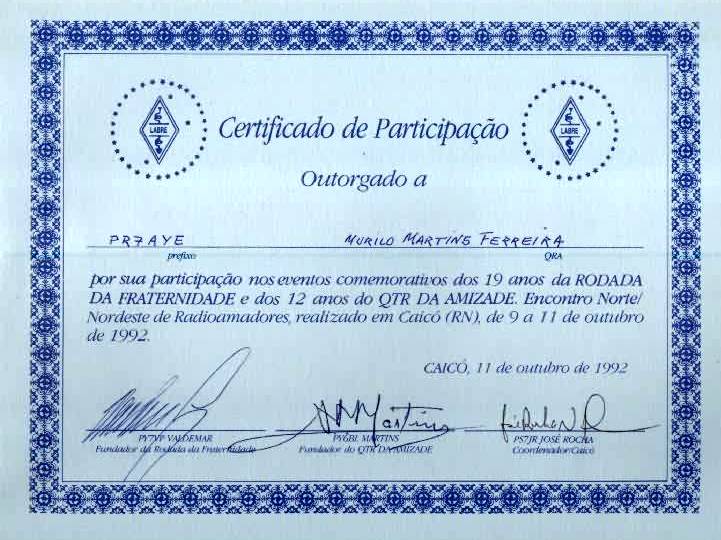 LABRE
Certificado de Participação
LABRE
Outorgado a
PR7AYE MURILO MARTINS FERREIRA
prefixo QRA
por sua participação nos eventos comemorativos dos 19 anos da RODADA
DA FRATERNIDADE e dos 12 anos do QTR DA AMIZADE. Encontro Norte/
Nordeste de Radioamadores, realizado em Caicó (RN), de 9 a 11 de outubro
de 1992.
CAICÓ, 11 de outubro de 1992
PY7VP VALDEMAR
Fundador da Rodada da Fraternidade
PY6BL MARTINS
Fundador do QTR DA AMIZADE
PS7JR JOSÉ ROCHA
Coordenador/Caicó